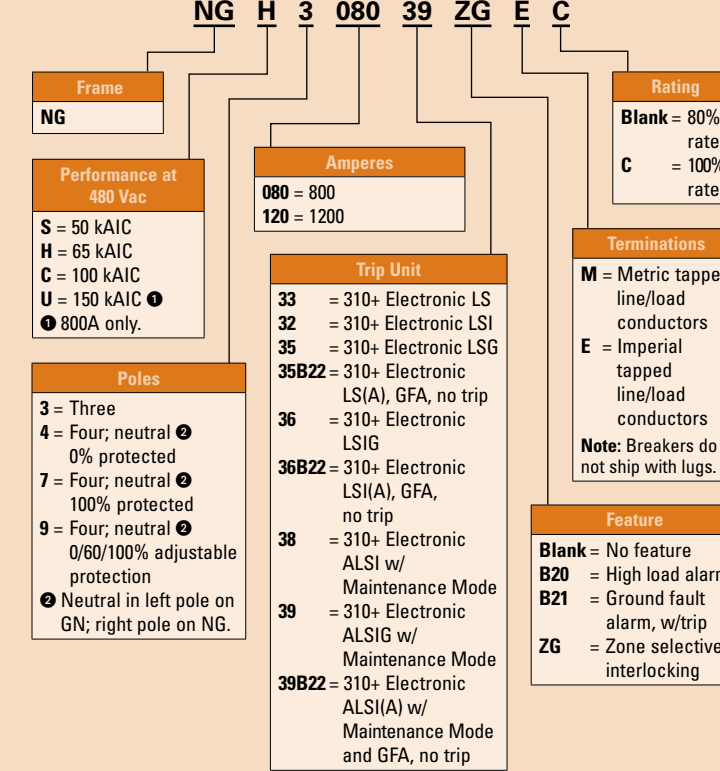 NG H 3 080 39 ZG E C
Frame
NG
Performance at
480 Vac
S = 50 kAIC
H = 65 kAIC
C = 100 kAIC
U = 150 kAIC ❶
❶ 800A only.
Poles
3 = Three
4 = Four; neutral ❷
0% protected
7 = Four; neutral ❷
100% protected
9 = Four; neutral ❷
0/60/100% adjustable
protection
❷ Neutral in left pole on
GN; right pole on NG.
Amperes
080 = 800
120 = 1200
Trip Unit
33 = 310+ Electronic LS
32 = 310+ Electronic LSI
35 = 310+ Electronic LSG
35B22 = 310+ Electronic
LS(A), GFA, no trip
36 = 310+ Electronic
LSIG
36B22 = 310+ Electronic
LSI(A), GFA,
no trip
38 = 310+ Electronic
ALSI w/
Maintenance Mode
39 = 310+ Electronic
ALSIG w/
Maintenance Mode
39B22 = 310+ Electronic
ALSI(A) w/
Maintenance Mode
and GFA, no trip
Rating
Blank = 80%
rate
C = 100%
rate
Terminations
M = Metric tappe
line/load
conductors
E = Imperial
tapped
line/load
conductors
Note: Breakers do
not ship with lugs.
Feature
Blank = No feature
B20 = High load alarm
B21 = Ground fault
alarm, w/trip
ZG = Zone selective
interlocking